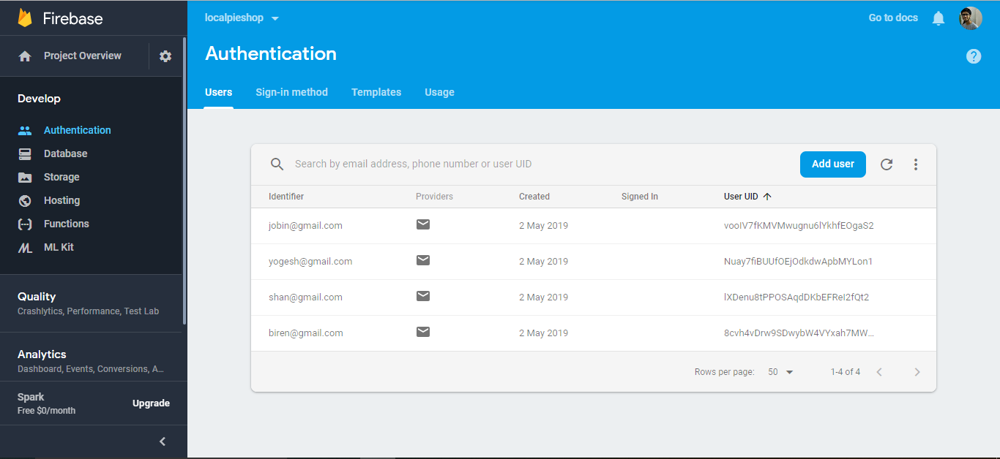 Firebase
Project Overview
Develop
Authentication
Database
Storage
Hosting
Functions
ML Kit
Quality
Crashlytics, Performance, Test Lab
Analytics
Dashboard, Events, Conversions, A...
Spark
Free $0/month
Upgrade
localpieshop
Go to docs
Authentication
Users Sign-in method Templates Usage
Search by email address, phone number or user UID
Add user
Identifier Providers Created Signed In User UID
jobin@gmail.com 2 May 2019 vooIV7fKMVMwugnu6lYkhfEOgaS2
yogesh@gmail.com 2 May 2019 Nuay7fiBUUfOEjOdkdwApbMYLon1
shan@gmail.com 2 May 2019 lXDenu8tPPOSAqdDKbEFReI2fQt2
biren@gmail.com 2 May 2019 8cvh4vDrw9SDwybW4VYxah7MW...
Rows per page: 50 1-4 of 4